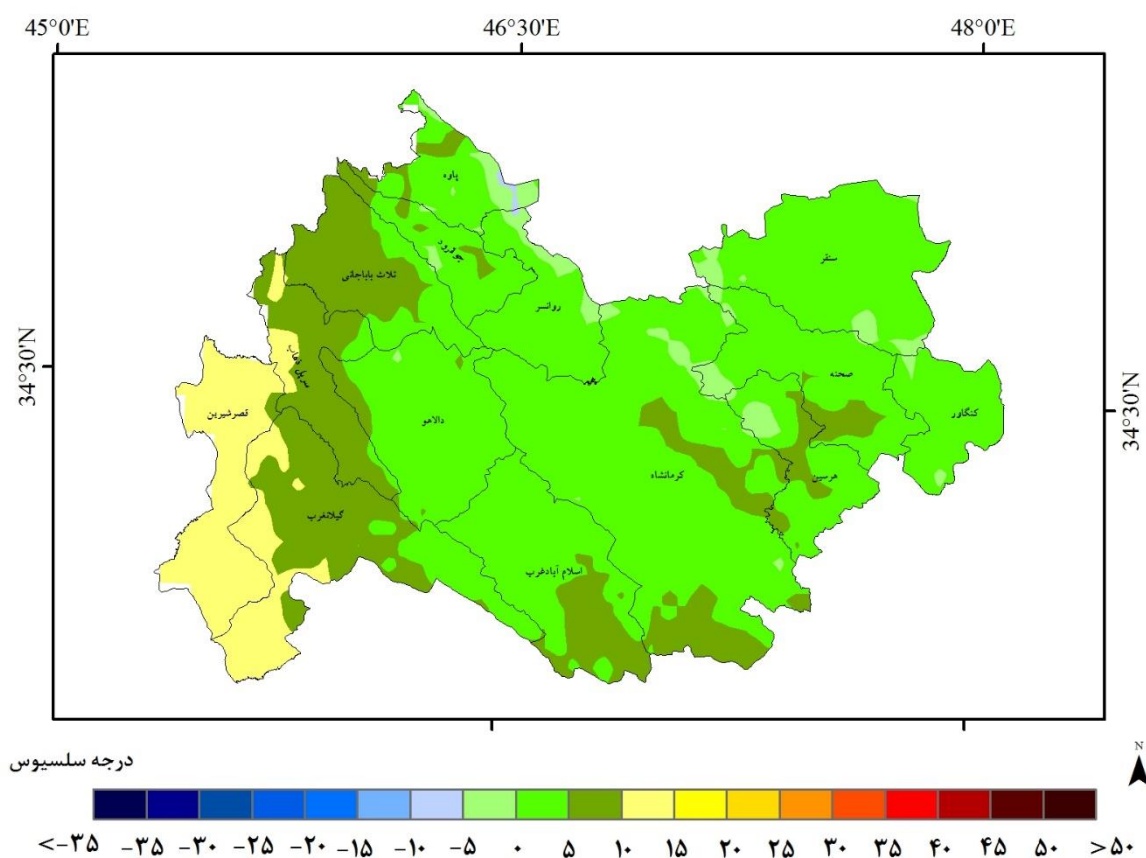 45°0'E 46°30'E 48°0'E
34°30'N
34°30'N
پاوه
جوانرود
سنقر
ثلاث باباجانی
روانسر
صحنه
قصرشیرین
دالاهو
کنگاور
کرمانشاه
هرسین
گیلانغرب
اسلام آبادغرب
درجه سلسیوس
N
<-۳۵ -۳۵ -۳۰ -۲۵ -۲۰ -۱۵ -۱۰ -۵ ۰ ۵ ۱۰ ۱۵ ۲۰ ۲۵ ۳۰ ۳۵ ۴۰ ۴۵ ۵۰ >۵۰